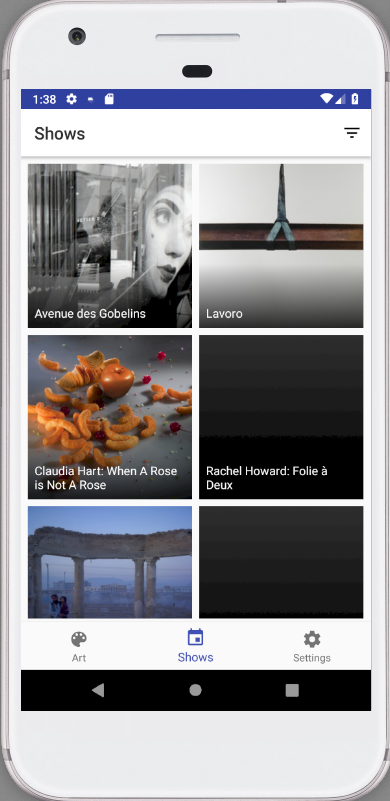 1:38
Shows
Avenue des Gobelins
Lavoro
Claudia Hart: When A Rose
is Not A Rose
Rachel Howard: Folie à
Deux
Art
Shows
Settings